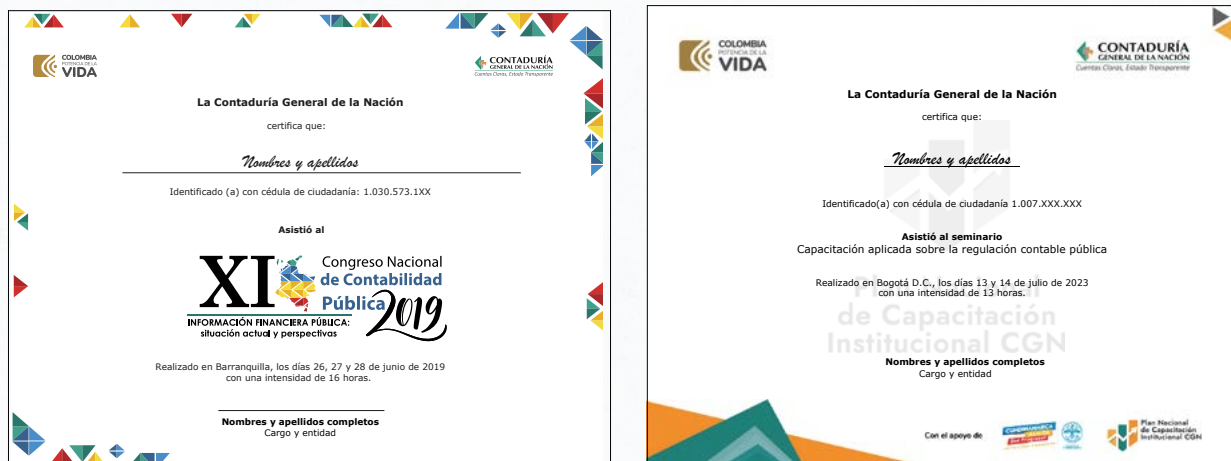 COLOMBIA
POTENCIA DE LA
VIDA
CONTADURÍA
GENERAL DE LA NACIÓN
Cuentas Claras, Estado Transparente
La Contaduría General de la Nación
certifica que:
Nombres y apellidos
Identificado (a) con cédula de ciudadanía: 1.030.573.1XX
Asistió al
XI Congreso Nacional
de Contabilidad
Pública 2019
INFORMACIÓN FINANCIERA PÚBLICA:
situación actual y perspectivas
Realizado en Barranquilla, los días 26, 27 y 28 de junio de 2019
con una intensidad de 16 horas.
Nombres y apellidos completos
Cargo y entidad
COLOMBIA
POTENCIA DE LA
VIDA
CONTADURÍA
GENERAL DE LA NACIÓN
Cuentas Claras, Estado Transparente
La Contaduría General de la Nación
certifica que:
Nombres y apellidos
Identificado(a) con cédula de ciudadanía 1.007.XXX.XXX
Asistió al seminario
Capacitación aplicada sobre la regulación contable pública
Realizado en Bogotá D.C., los días 13 y 14 de julio de 2023
con una intensidad de 13 horas.
de Capacitación
Institucional CGN
Nombres y apellidos completos
Cargo y entidad
Con el apoyo de
CUNDINAMARCA
Plan Nacional
de Capacitación
Institucional CGN